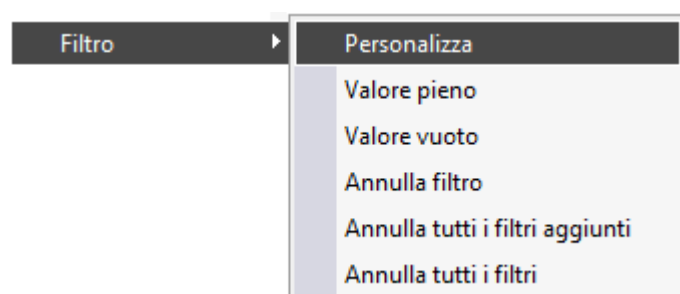 Filtro
Personalizza
Valore pieno
Valore vuoto
Annulla filtro
Annulla tutti i filtri aggiunti
Annulla tutti i filtri